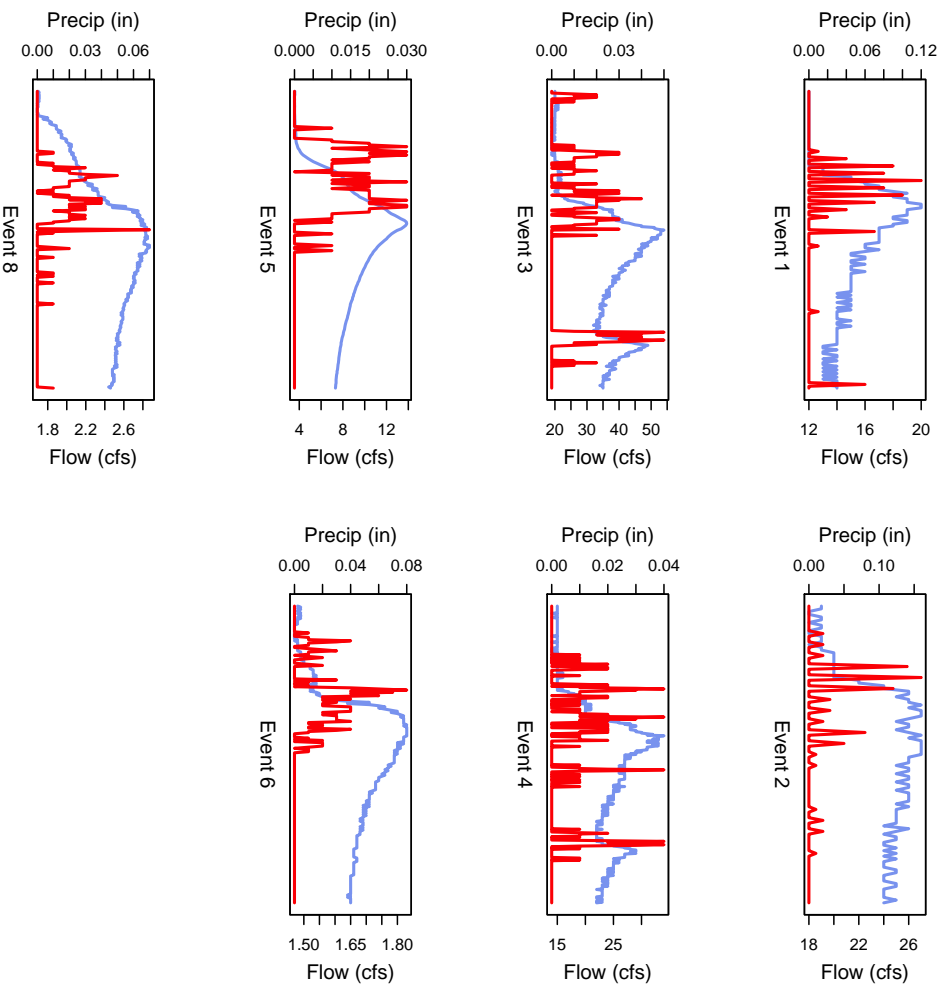 Precip (in)
0.00 0.03 0.06
Event 8
1.8 2.2 2.6
Flow (cfs)
Precip (in)
0.000 0.015 0.030
Event 5
4 8 12
Flow (cfs)
Precip (in)
0.00 0.03
Event 3
20 30 40 50
Flow (cfs)
Precip (in)
0.00 0.06 0.12
Event 1
12 16 20
Flow (cfs)
Precip (in)
0.00 0.04 0.08
Event 6
1.50 1.65 1.80
Flow (cfs)
Precip (in)
0.00 0.02 0.04
Event 4
15 25
Flow (cfs)
Precip (in)
0.00 0.10
Event 2
18 22 26
Flow (cfs)